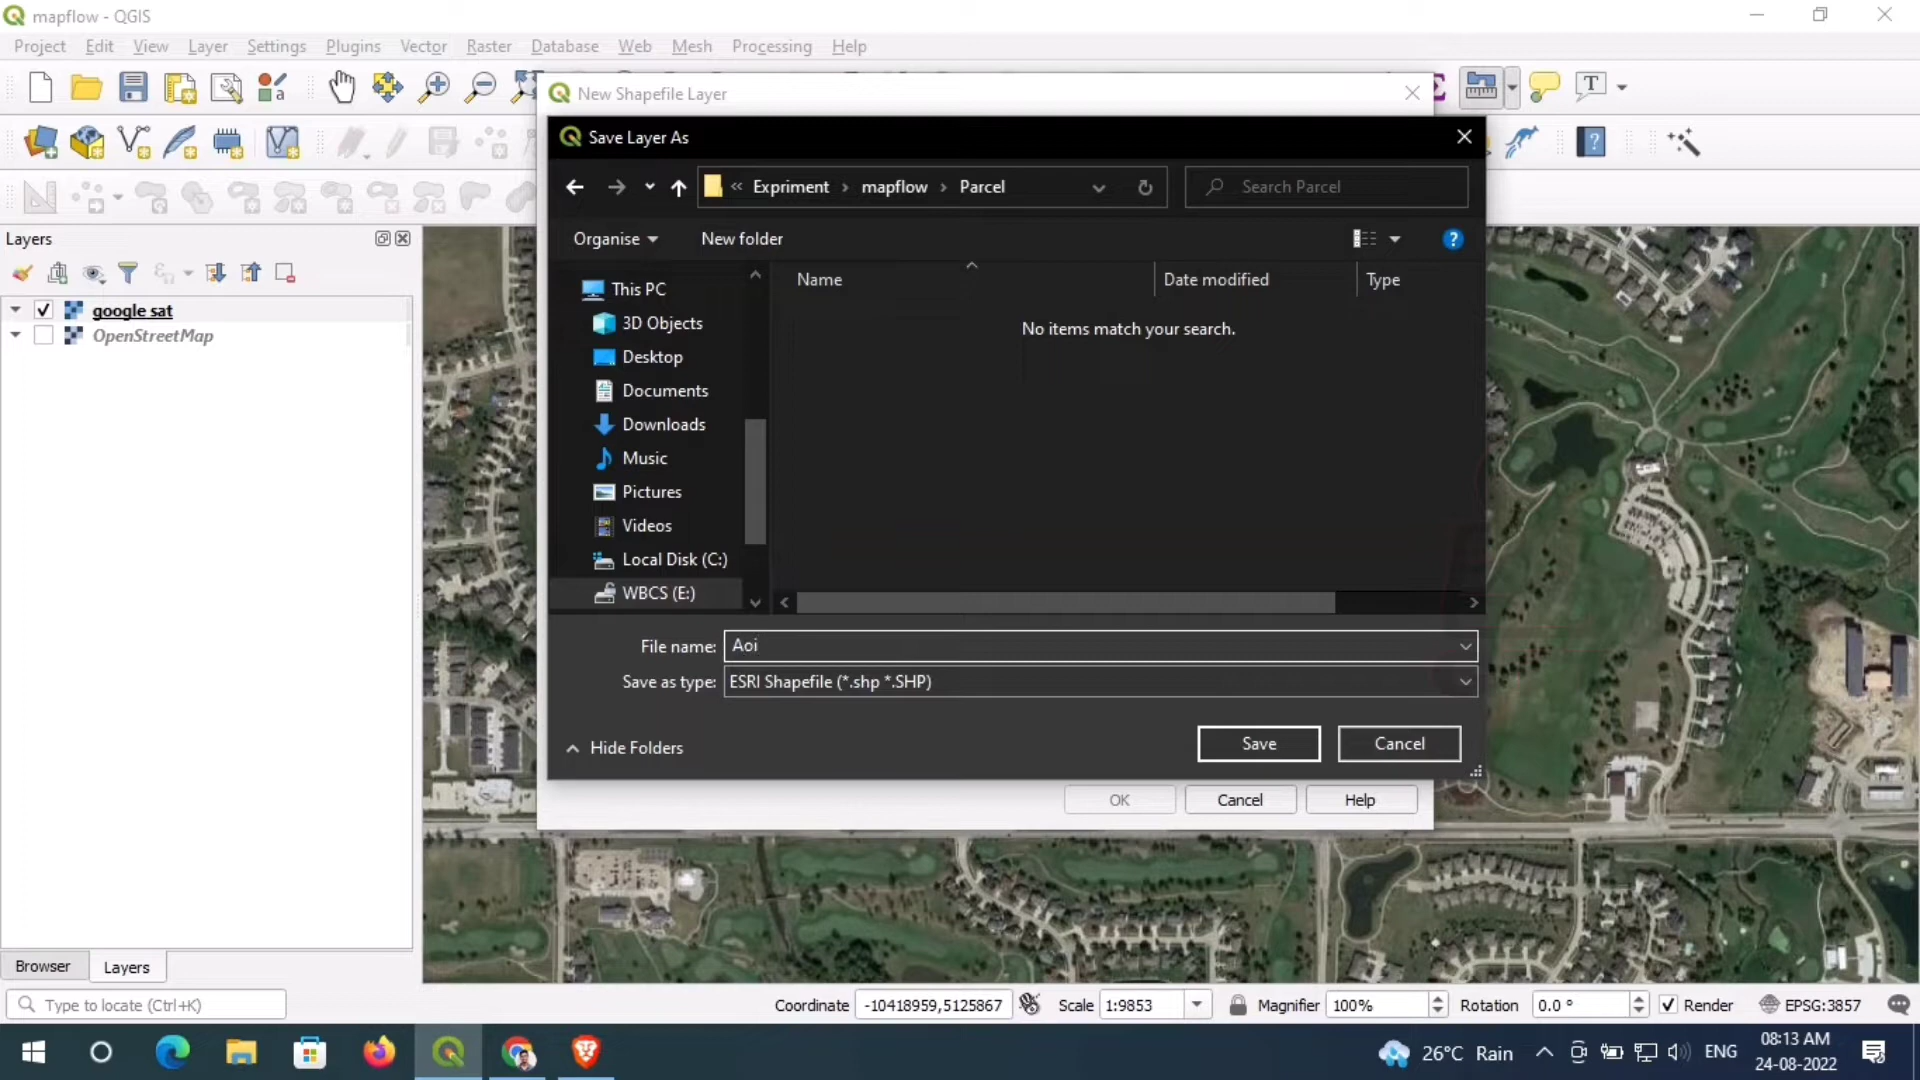 mapflow - QGIS
Project Edit View Layer Settings Plugins Vector Raster Database Web Mesh Processing Help
New Shapefile Layer
Save Layer As
« Expriment › mapflow › Parcel
Search Parcel
Organise New folder
Layers
Name Date modified Type
This PC
No items match your search.
google sat
OpenStreetMap
3D Objects
Desktop
Documents
Downloads
Music
Pictures
Videos
Local Disk (C:)
WBCS (E:)
File name: Aoi
Save as type: ESRI Shapefile (*.shp *.SHP)
Hide Folders
Save Cancel
OK Cancel Help
Browser Layers
Type to locate (Ctrl+K)
Coordinate -10418959,5125867 Scale 1:9853 Magnifier 100% Rotation 0.0 ° Render EPSG:3857
26°C Rain ENG 08:13 AM
24-08-2022